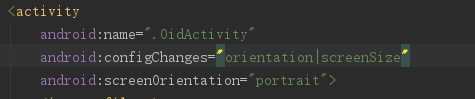 <activity
android:name=".OidActivity"
android:configChanges="orientation|screenSize"
android:screenOrientation="portrait">